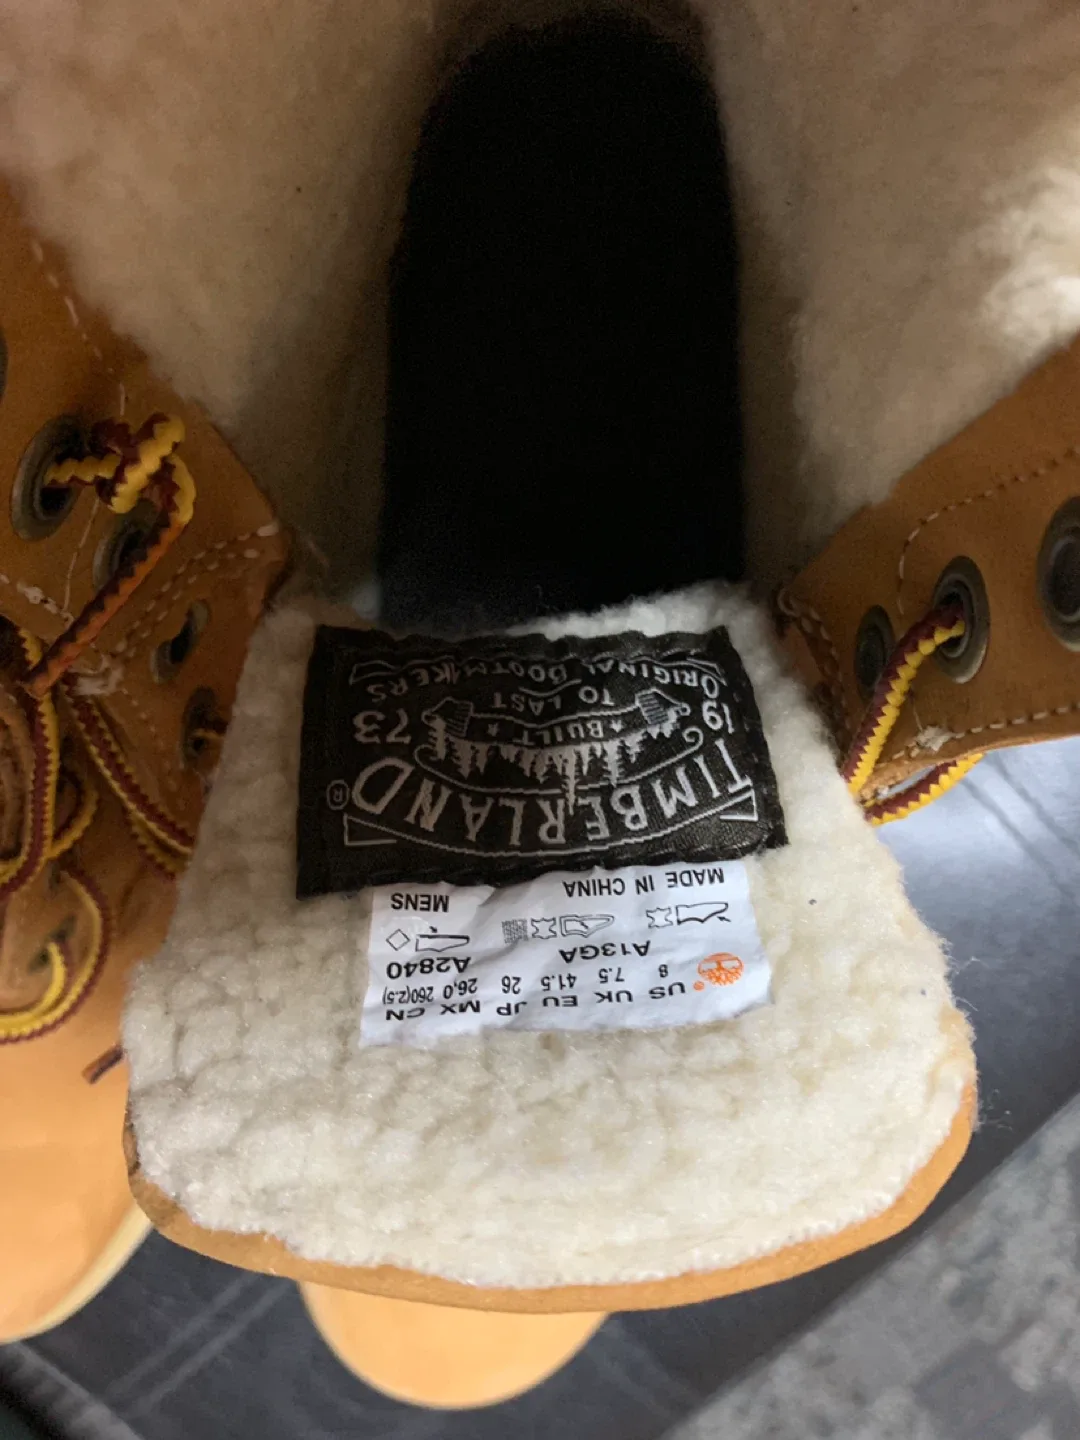 TIMBERLAND®
19 BUILT 73
TO LAST
ORIGINAL BOOTMAKERS
US UK EU JP MX CN
8 7.5 41.5 26 26,0 260(2.5)
A13GA A2840
MADE IN CHINA MENS